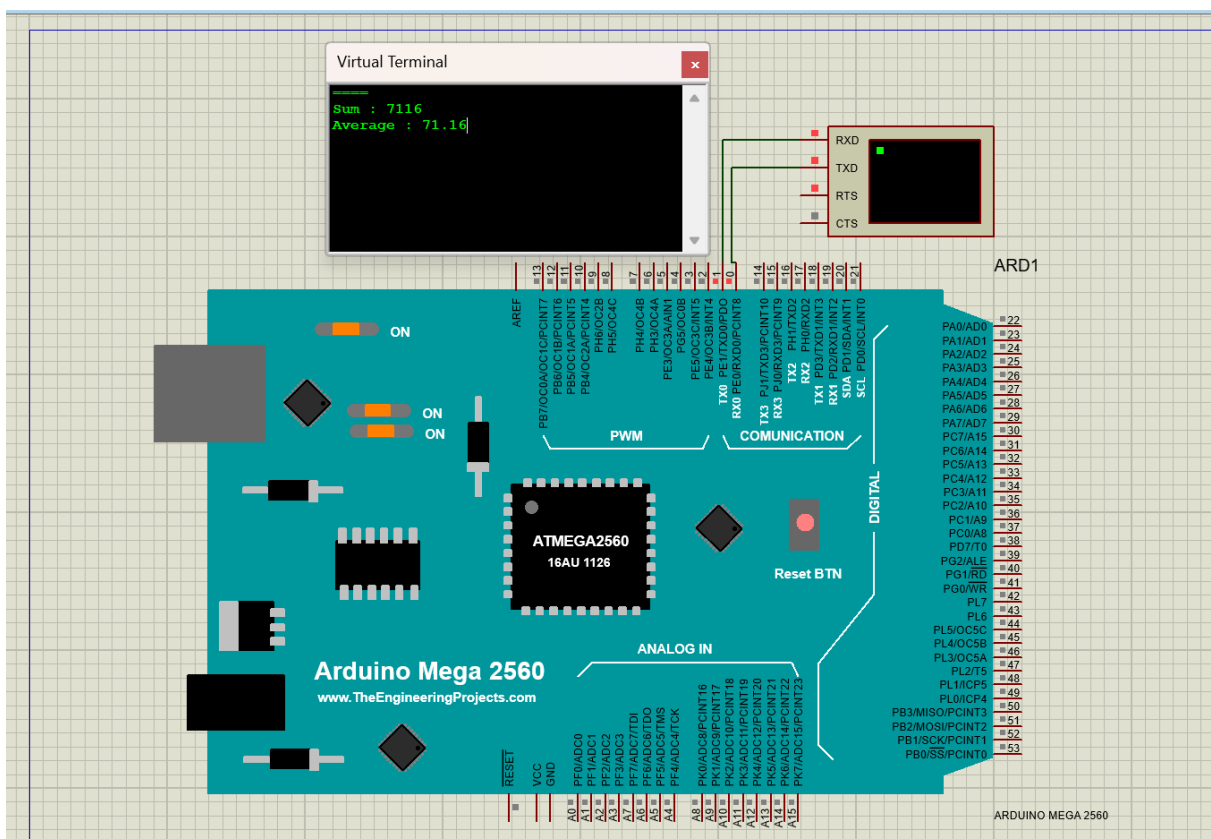 Virtual Terminal
====
Sum : 7116
Average : 71.16
RXD
TXD
RTS
CTS
ARD1
13
12
11
10
9
8
7
6
5
4
3
2
1
0
14
15
16
17
18
19
20
21
AREF
PB7/OC0A/OC1C/PCINT7
PB6/OC1B/PCINT6
PB5/OC1A/PCINT5
PB4/OC2A/PCINT4
PH6/OC2B
PH5/OC4C
PH4/OC4B
PH3/OC4A
PE3/OC3A/AIN1
PG5/OC0B
PE5/OC3C/INT5
PE4/OC3B/INT4
TX0 PE1/TXD0/PDO
RX0 PE0/RXD0/PCINT8
TX3 PJ1/TXD3/PCINT10
RX3 PJ0/RXD3/PCINT9
TX2 PH1/TXD2
RX2 PH0/RXD2
TX1 PD3/TXD1/INT3
RX1 PD2/RXD1/INT2
SDA PD1/SDA/INT1
SCL PD0/SCL/INT0
PWM
COMUNICATION
ON
ON
ON
DIGITAL
PA0/AD0 22
PA1/AD1 23
PA2/AD2 24
PA3/AD3 25
PA4/AD4 26
PA5/AD5 27
PA6/AD6 28
PA7/AD7 29
PC7/A15 30
PC6/A14 31
PC5/A13 32
PC4/A12 33
PC3/A11 34
PC2/A10 35
PC1/A9 36
PC0/A8 37
PD7/T0 38
PG2/ALE 39
PG1/RD 40
PG0/WR 41
PL7 42
PL6 43
PL5/OC5C 44
PL4/OC5B 45
PL3/OC5A 46
PL2/T5 47
PL1/ICP5 48
PL0/ICP4 49
PB3/MISO/PCINT3 50
PB2/MOSI/PCINT2 51
PB1/SCK/PCINT1 52
PB0/SS/PCINT0 53
ATMEGA2560
16AU 1126
Reset BTN
ANALOG IN
Arduino Mega 2560
www.TheEngineeringProjects.com
RESET
VCC
GND
PF0/ADC0
PF1/ADC1
PF2/ADC2
PF3/ADC3
PF7/ADC7/TDI
PF6/ADC6/TDO
PF5/ADC5/TMS
PF4/ADC4/TCK
PK0/ADC8/PCINT16
PK1/ADC9/PCINT17
PK2/ADC10/PCINT18
PK3/ADC11/PCINT19
PK4/ADC12/PCINT20
PK5/ADC13/PCINT21
PK6/ADC14/PCINT22
PK7/ADC15/PCINT23
A0
A1
A2
A3
A7
A6
A5
A4
A8
A9
A10
A11
A12
A13
A14
A15
ARDUINO MEGA 2560